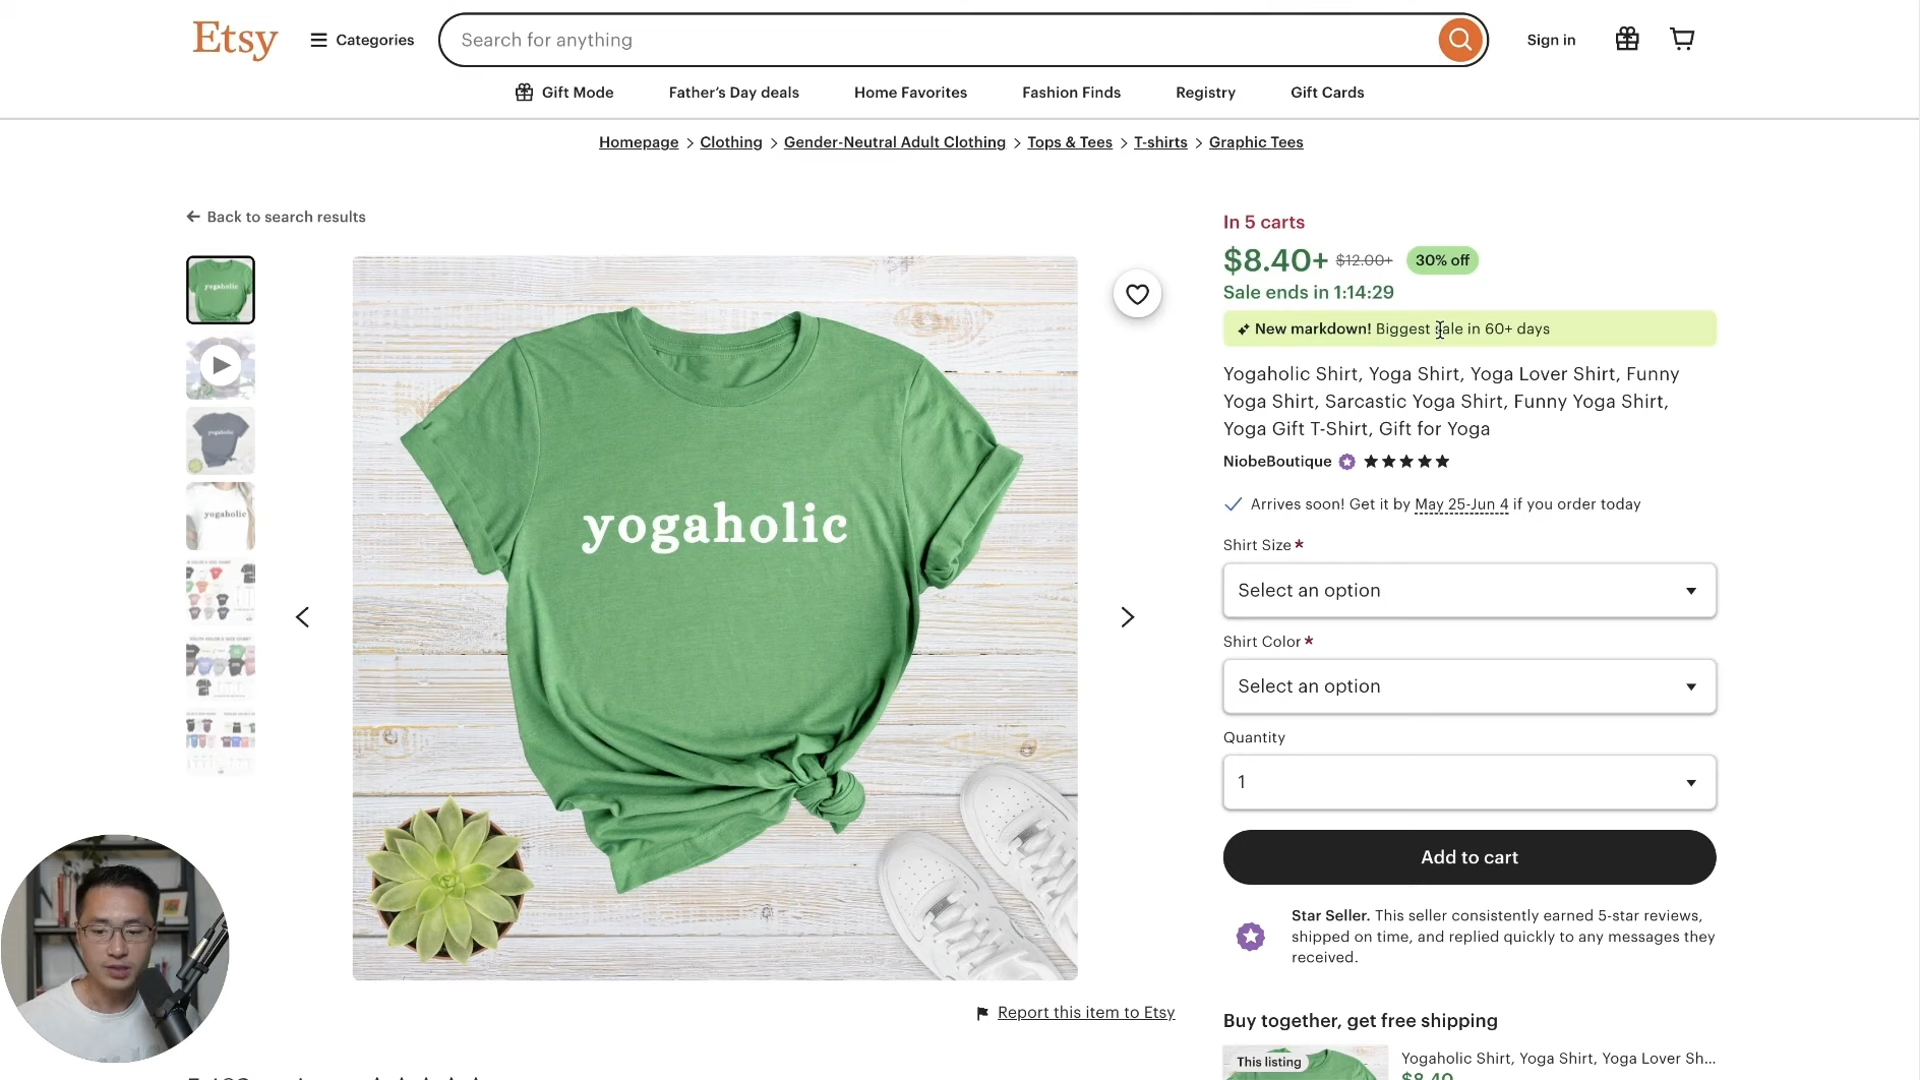 Etsy
Categories
Search for anything
Sign in
Gift Mode
Father's Day deals
Home Favorites
Fashion Finds
Registry
Gift Cards
Homepage > Clothing > Gender-Neutral Adult Clothing > Tops & Tees > T-shirts > Graphic Tees
Back to search results
yogaholic
yogaholic
yogaholic
yogaholic
Report this item to Etsy
In 5 carts
$8.40+ $12.00+ 30% off
Sale ends in 1:14:29
New markdown! Biggest sale in 60+ days
Yogaholic Shirt, Yoga Shirt, Yoga Lover Shirt, Funny
Yoga Shirt, Sarcastic Yoga Shirt, Funny Yoga Shirt,
Yoga Gift T-Shirt, Gift for Yoga
NiobeBoutique
Arrives soon! Get it by May 25-Jun 4 if you order today
Shirt Size*
Select an option
Shirt Color*
Select an option
Quantity
1
Add to cart
Star Seller. This seller consistently earned 5-star reviews,
shipped on time, and replied quickly to any messages they
received.
Buy together, get free shipping
This listing
Yogaholic Shirt, Yoga Shirt, Yoga Lover Sh...
$8.40